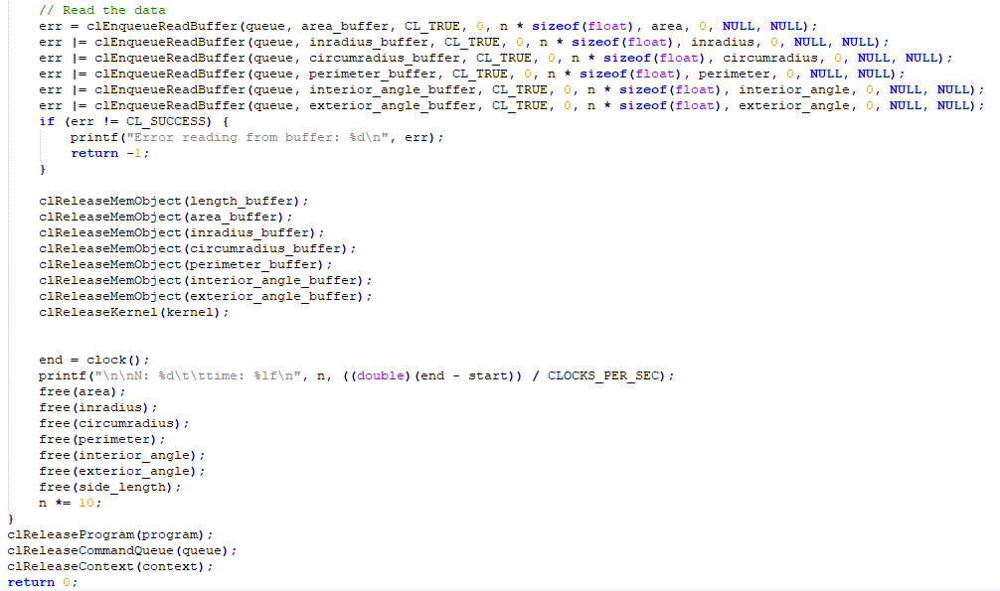 // Read the data
err = clEnqueueReadBuffer(queue, area_buffer, CL_TRUE, 0, n * sizeof(float), area, 0, NULL, NULL);
err |= clEnqueueReadBuffer(queue, inradius_buffer, CL_TRUE, 0, n * sizeof(float), inradius, 0, NULL, NULL);
err |= clEnqueueReadBuffer(queue, circumradius_buffer, CL_TRUE, 0, n * sizeof(float), circumradius, 0, NULL, NULL);
err |= clEnqueueReadBuffer(queue, perimeter_buffer, CL_TRUE, 0, n * sizeof(float), perimeter, 0, NULL, NULL);
err |= clEnqueueReadBuffer(queue, interior_angle_buffer, CL_TRUE, 0, n * sizeof(float), interior_angle, 0, NULL, NULL);
err |= clEnqueueReadBuffer(queue, exterior_angle_buffer, CL_TRUE, 0, n * sizeof(float), exterior_angle, 0, NULL, NULL);
if (err != CL_SUCCESS) {
printf("Error reading from buffer: %d\n", err);
return -1;
}
clReleaseMemObject(length_buffer);
clReleaseMemObject(area_buffer);
clReleaseMemObject(inradius_buffer);
clReleaseMemObject(circumradius_buffer);
clReleaseMemObject(perimeter_buffer);
clReleaseMemObject(interior_angle_buffer);
clReleaseMemObject(exterior_angle_buffer);
clReleaseKernel(kernel);
end = clock();
printf("\n\nN: %d\t\ttime: %lf\n", n, ((double)(end - start)) / CLOCKS_PER_SEC);
free(area);
free(inradius);
free(circumradius);
free(perimeter);
free(interior_angle);
free(exterior_angle);
free(side_length);
n *= 10;
}
clReleaseProgram(program);
clReleaseCommandQueue(queue);
clReleaseContext(context);
return 0;